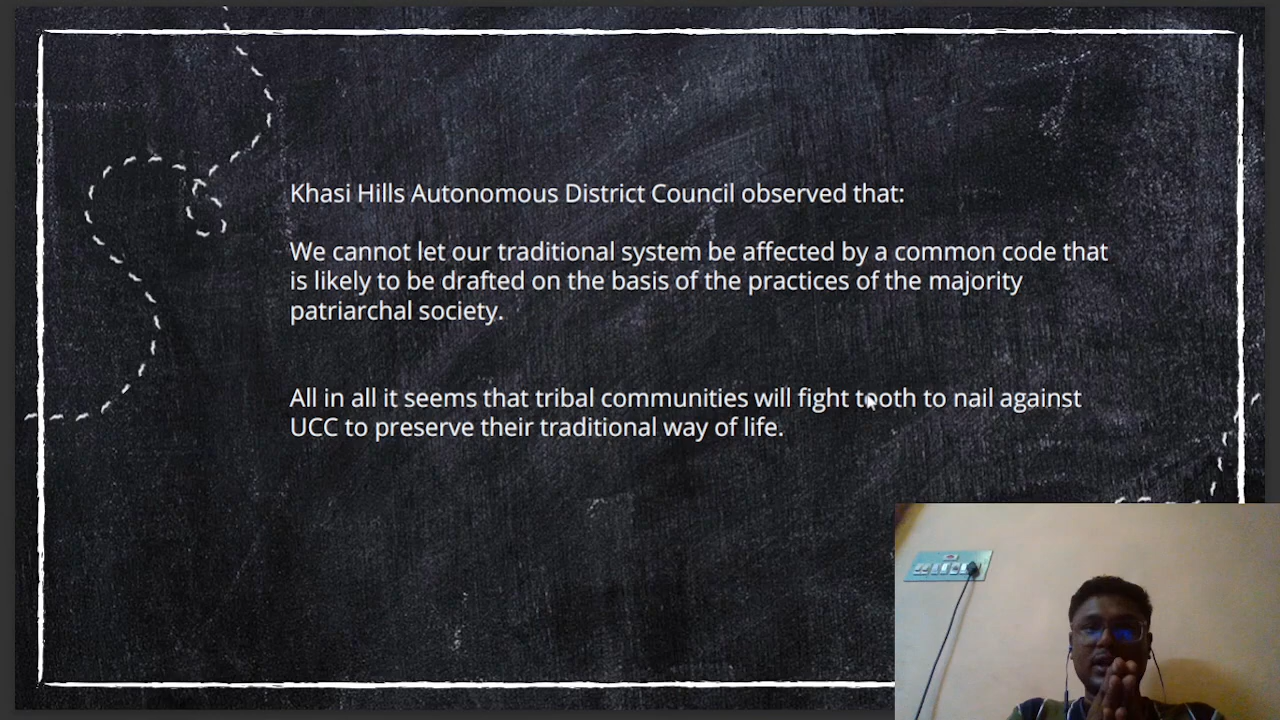 Khasi Hills Autonomous District Council observed that:
We cannot let our traditional system be affected by a common code that
is likely to be drafted on the basis of the practices of the majority
patriarchal society.
All in all it seems that tribal communities will fight tooth to nail against
UCC to preserve their traditional way of life.